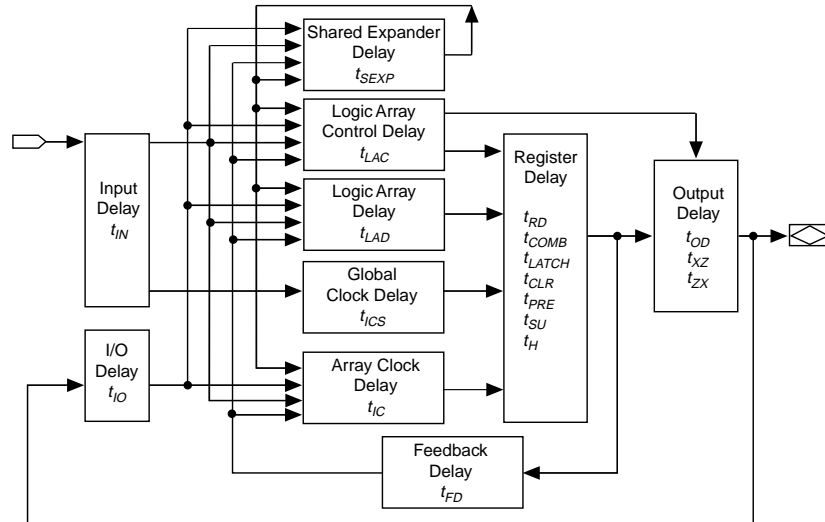 Shared Expander
Delay
tSEXP
Logic Array
Control Delay
tLAC
Register
Delay
tRD
tCOMB
tLATCH
tCLR
tPRE
tSU
tH
Input
Delay
tIN
Logic Array
Delay
tLAD
Output
Delay
tOD
tXZ
tZX
Global
Clock Delay
tICS
I/O
Delay
tIO
Array Clock
Delay
tIC
Feedback
Delay
tFD